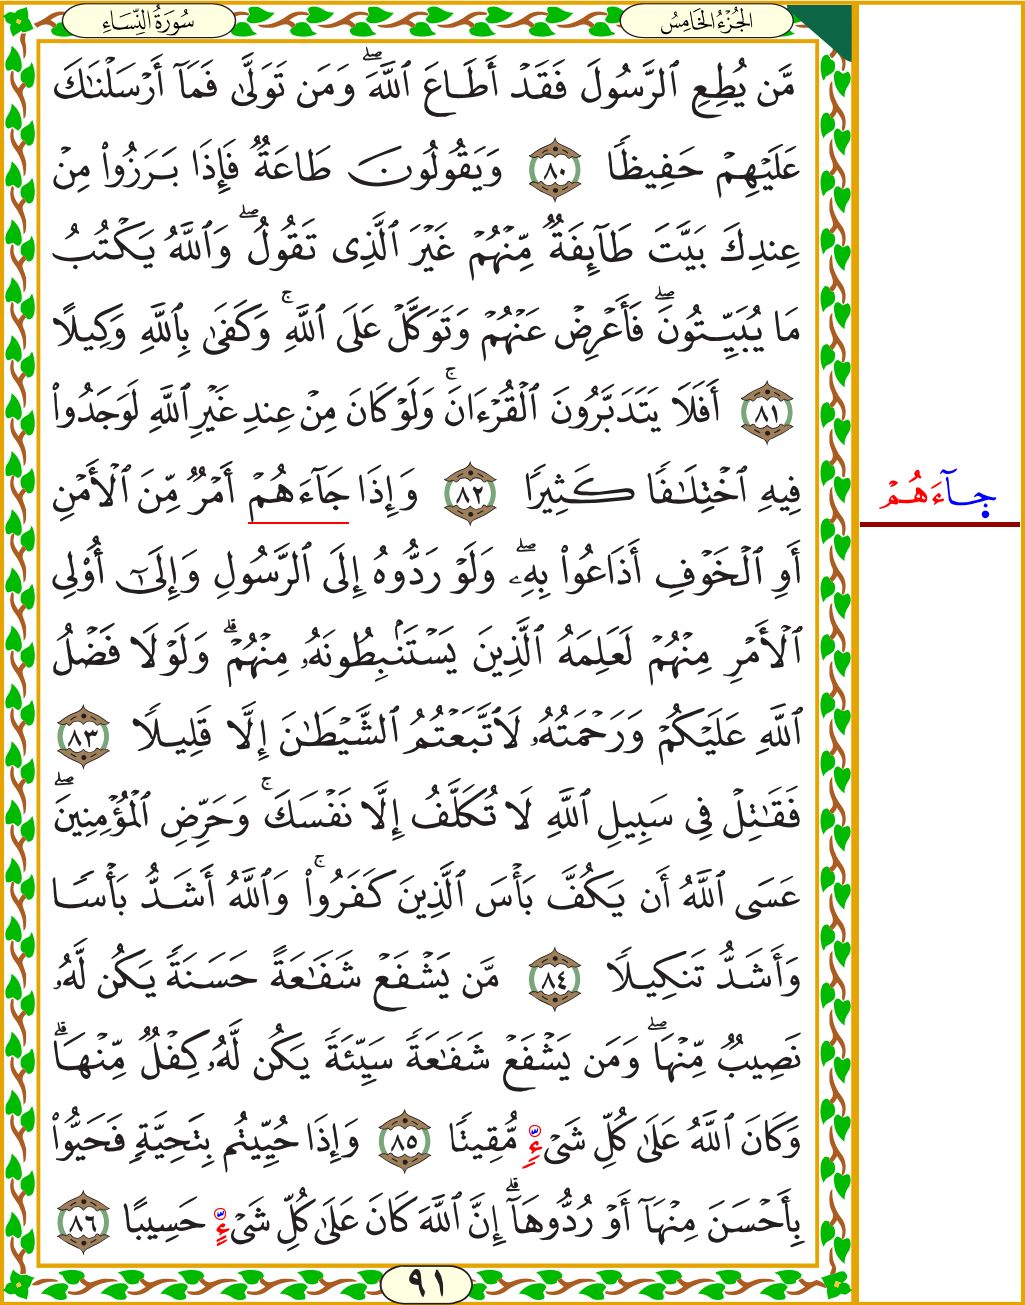 الجُزْءُ الخَامِسُ
سُورَةُ النِّسَاءِ
مَّن يُطِعِ ٱلرَّسُولَ فَقَدْ أَطَاعَ ٱللَّهَۖ وَمَن تَوَلَّىٰ فَمَآ أَرْسَلْنَٰكَ
عَلَيْهِمْ حَفِيظًا ٨٠ وَيَقُولُونَ طَاعَةٌ فَإِذَا بَرَزُوا۟ مِنْ
عِندِكَ بَيَّتَ طَآئِفَةٌ مِّنْهُمْ غَيْرَ ٱلَّذِى تَقُولُۖ وَٱللَّهُ يَكْتُبُ
مَا يُبَيِّتُونَۖ فَأَعْرِضْ عَنْهُمْ وَتَوَكَّلْ عَلَى ٱللَّهِۚ وَكَفَىٰ بِٱللَّهِ وَكِيلًا
٨١ أَفَلَا يَتَدَبَّرُونَ ٱلْقُرْءَانَۚ وَلَوْ كَانَ مِنْ عِندِ غَيْرِ ٱللَّهِ لَوَجَدُوا۟
فِيهِ ٱخْتِلَٰفًا كَثِيرًا ٨٢ وَإِذَا جَآءَهُمْ أَمْرٌ مِّنَ ٱلْأَمْنِ
جآءَهُمْ
أَوِ ٱلْخَوْفِ أَذَاعُوا۟ بِهِۦۖ وَلَوْ رَدُّوهُ إِلَى ٱلرَّسُولِ وَإِلَىٰٓ أُو۟لِى
ٱلْأَمْرِ مِنْهُمْ لَعَلِمَهُ ٱلَّذِينَ يَسْتَنۢبِطُونَهُۥ مِنْهُمْۗ وَلَوْلَا فَضْلُ
ٱللَّهِ عَلَيْكُمْ وَرَحْمَتُهُۥ لَٱتَّبَعْتُمُ ٱلشَّيْطَٰنَ إِلَّا قَلِيلًا ٨٣
فَقَٰتِلْ فِى سَبِيلِ ٱللَّهِ لَا تُكَلَّفُ إِلَّا نَفْسَكَۚ وَحَرِّضِ ٱلْمُؤْمِنِينَۖ
عَسَى ٱللَّهُ أَن يَكُفَّ بَأْسَ ٱلَّذِينَ كَفَرُوا۟ۚ وَٱللَّهُ أَشَدُّ بَأْسًا
وَأَشَدُّ تَنكِيلًا ٨٤ مَّن يَشْفَعْ شَفَٰعَةً حَسَنَةً يَكُن لَّهُۥ
نَصِيبٌ مِّنْهَاۖ وَمَن يَشْفَعْ شَفَٰعَةً سَيِّئَةً يَكُن لَّهُۥ كِفْلٌ مِّنْهَاۗ
وَكَانَ ٱللَّهُ عَلَىٰ كُلِّ شَىْءٍ مُّقِيتًا ٨٥ وَإِذَا حُيِّيتُم بِتَحِيَّةٍ فَحَيُّوا۟
بِأَحْسَنَ مِنْهَآ أَوْ رُدُّوهَآۗ إِنَّ ٱللَّهَ كَانَ عَلَىٰ كُلِّ شَىْءٍ حَسِيبًا ٨٦
٩١